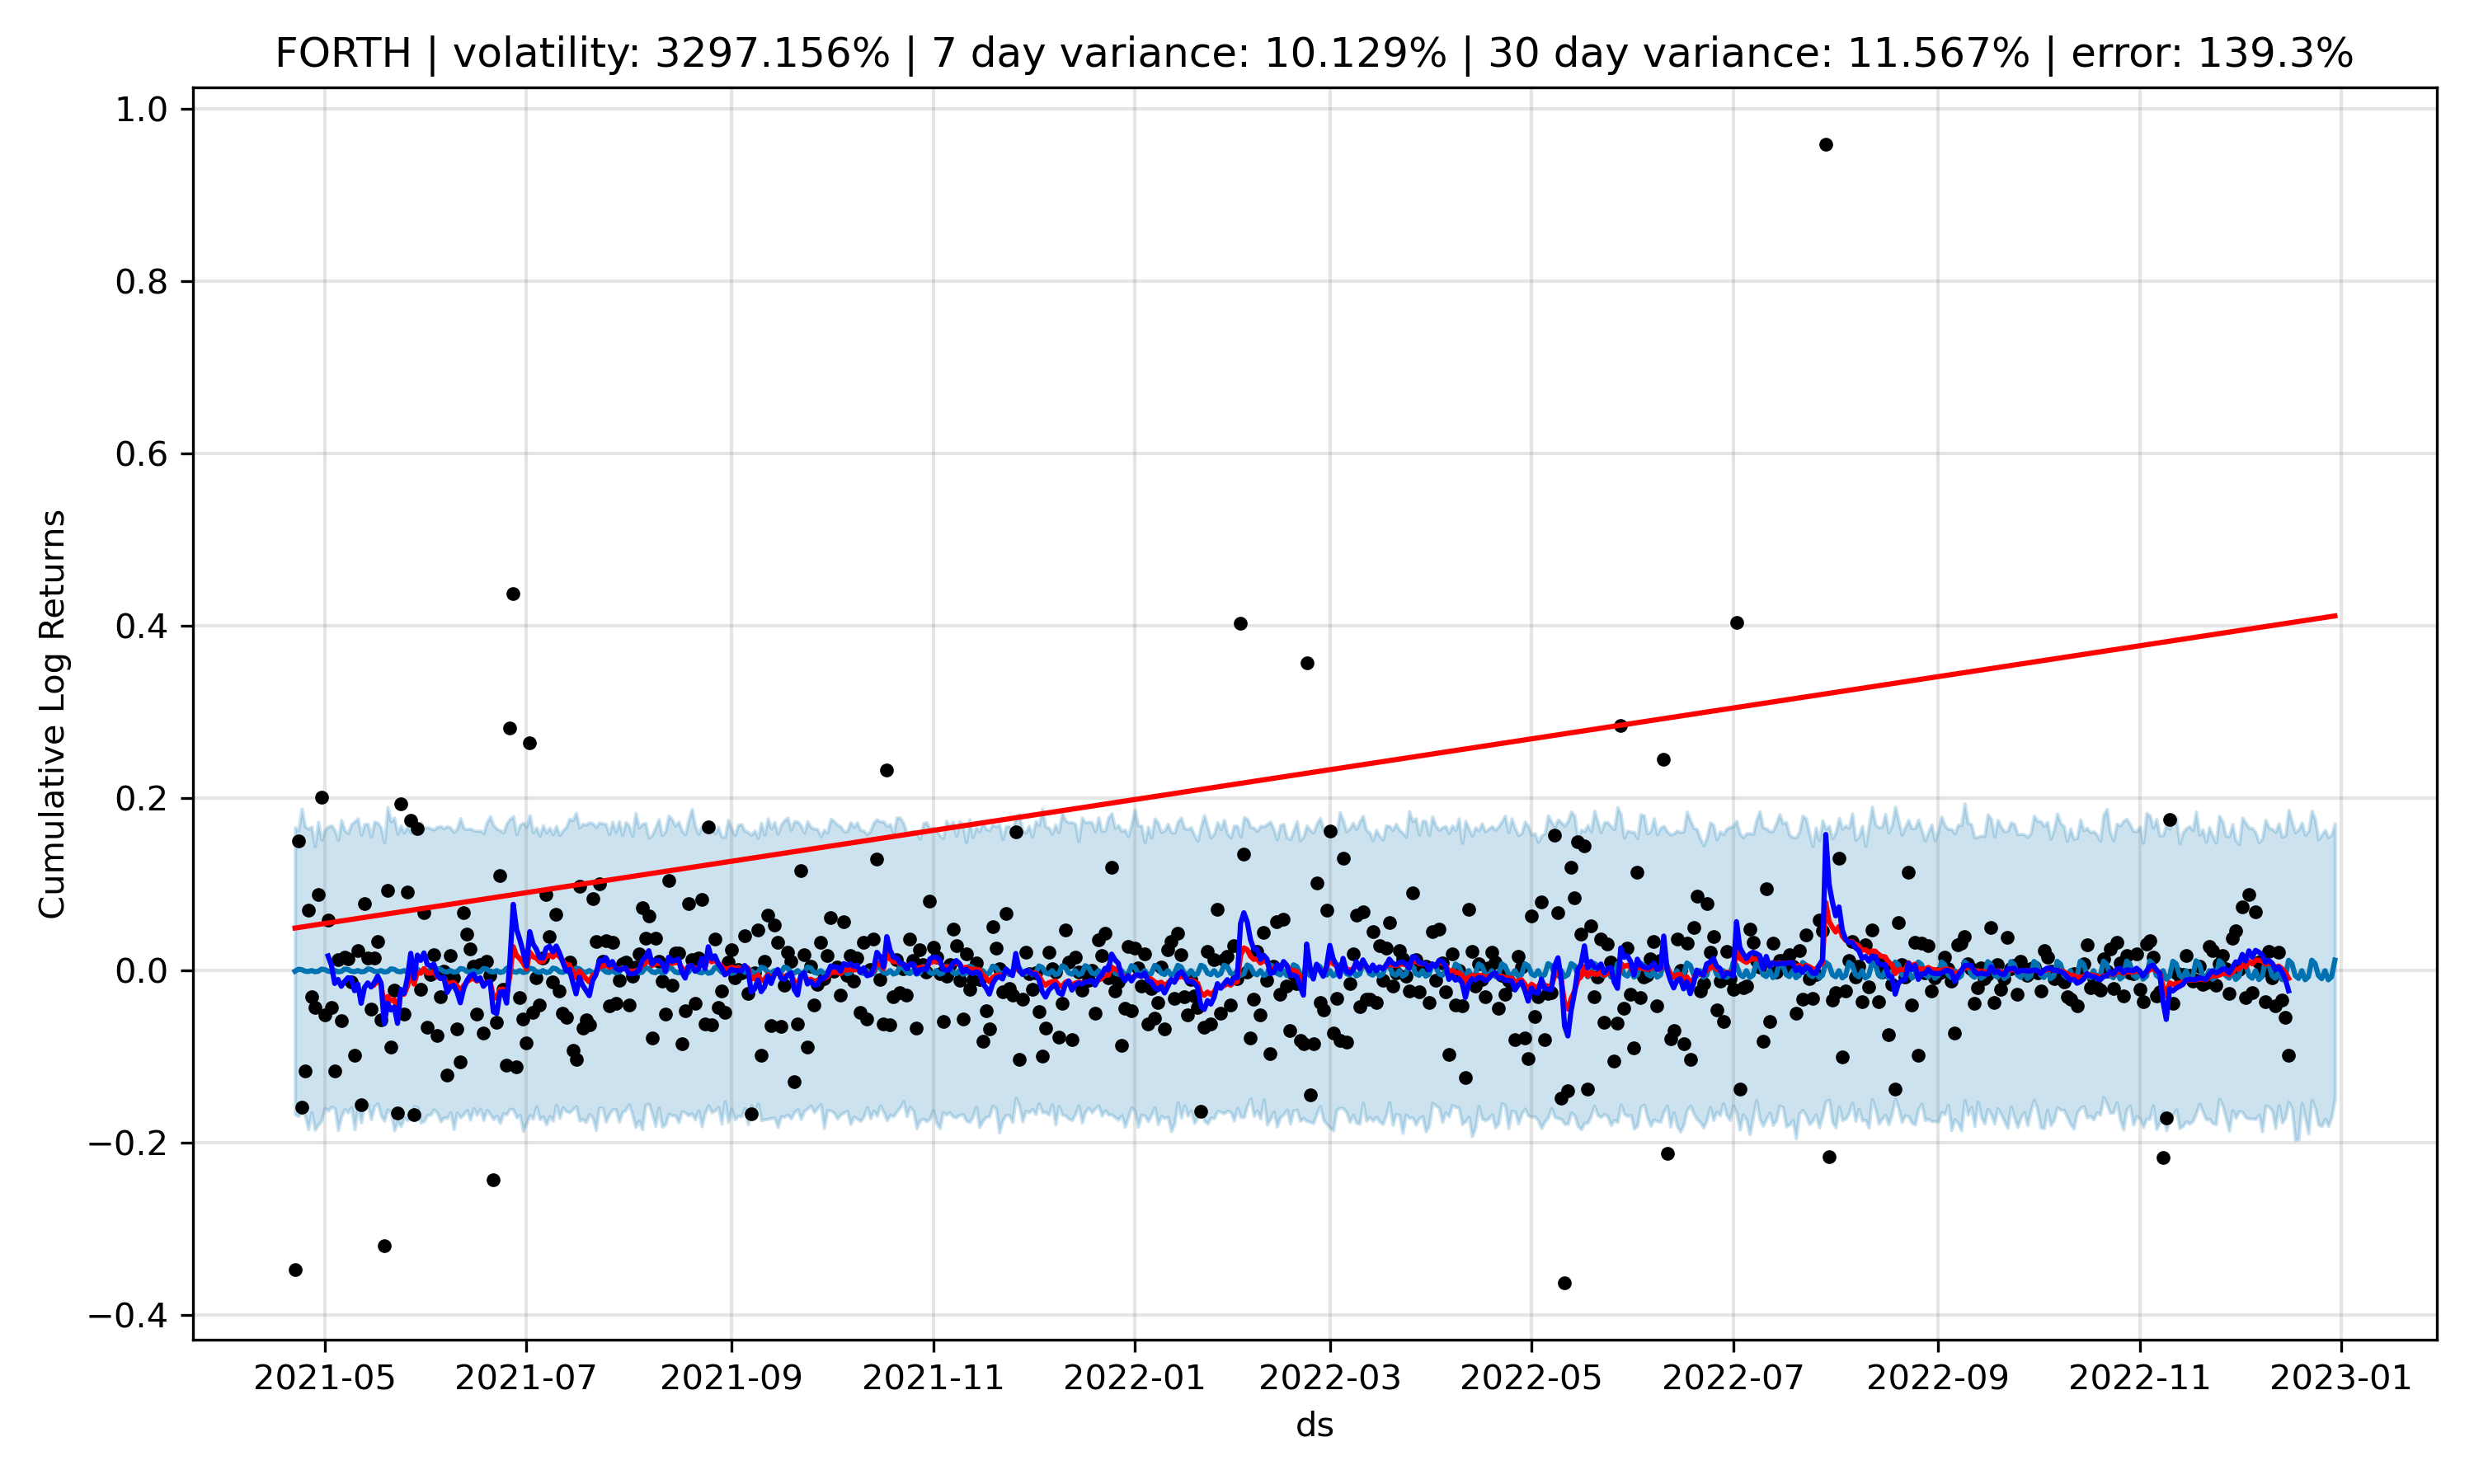 FORTH | volatility: 3297.156% | 7 day variance: 10.129% | 30 day variance: 11.567% | error: 139.3%
1.0
0.8
0.6
0.4
0.2
0.0
−0.2
−0.4
Cumulative Log Returns
2021-05 2021-07 2021-09 2021-11 2022-01 2022-03 2022-05 2022-07 2022-09 2022-11 2023-01
ds